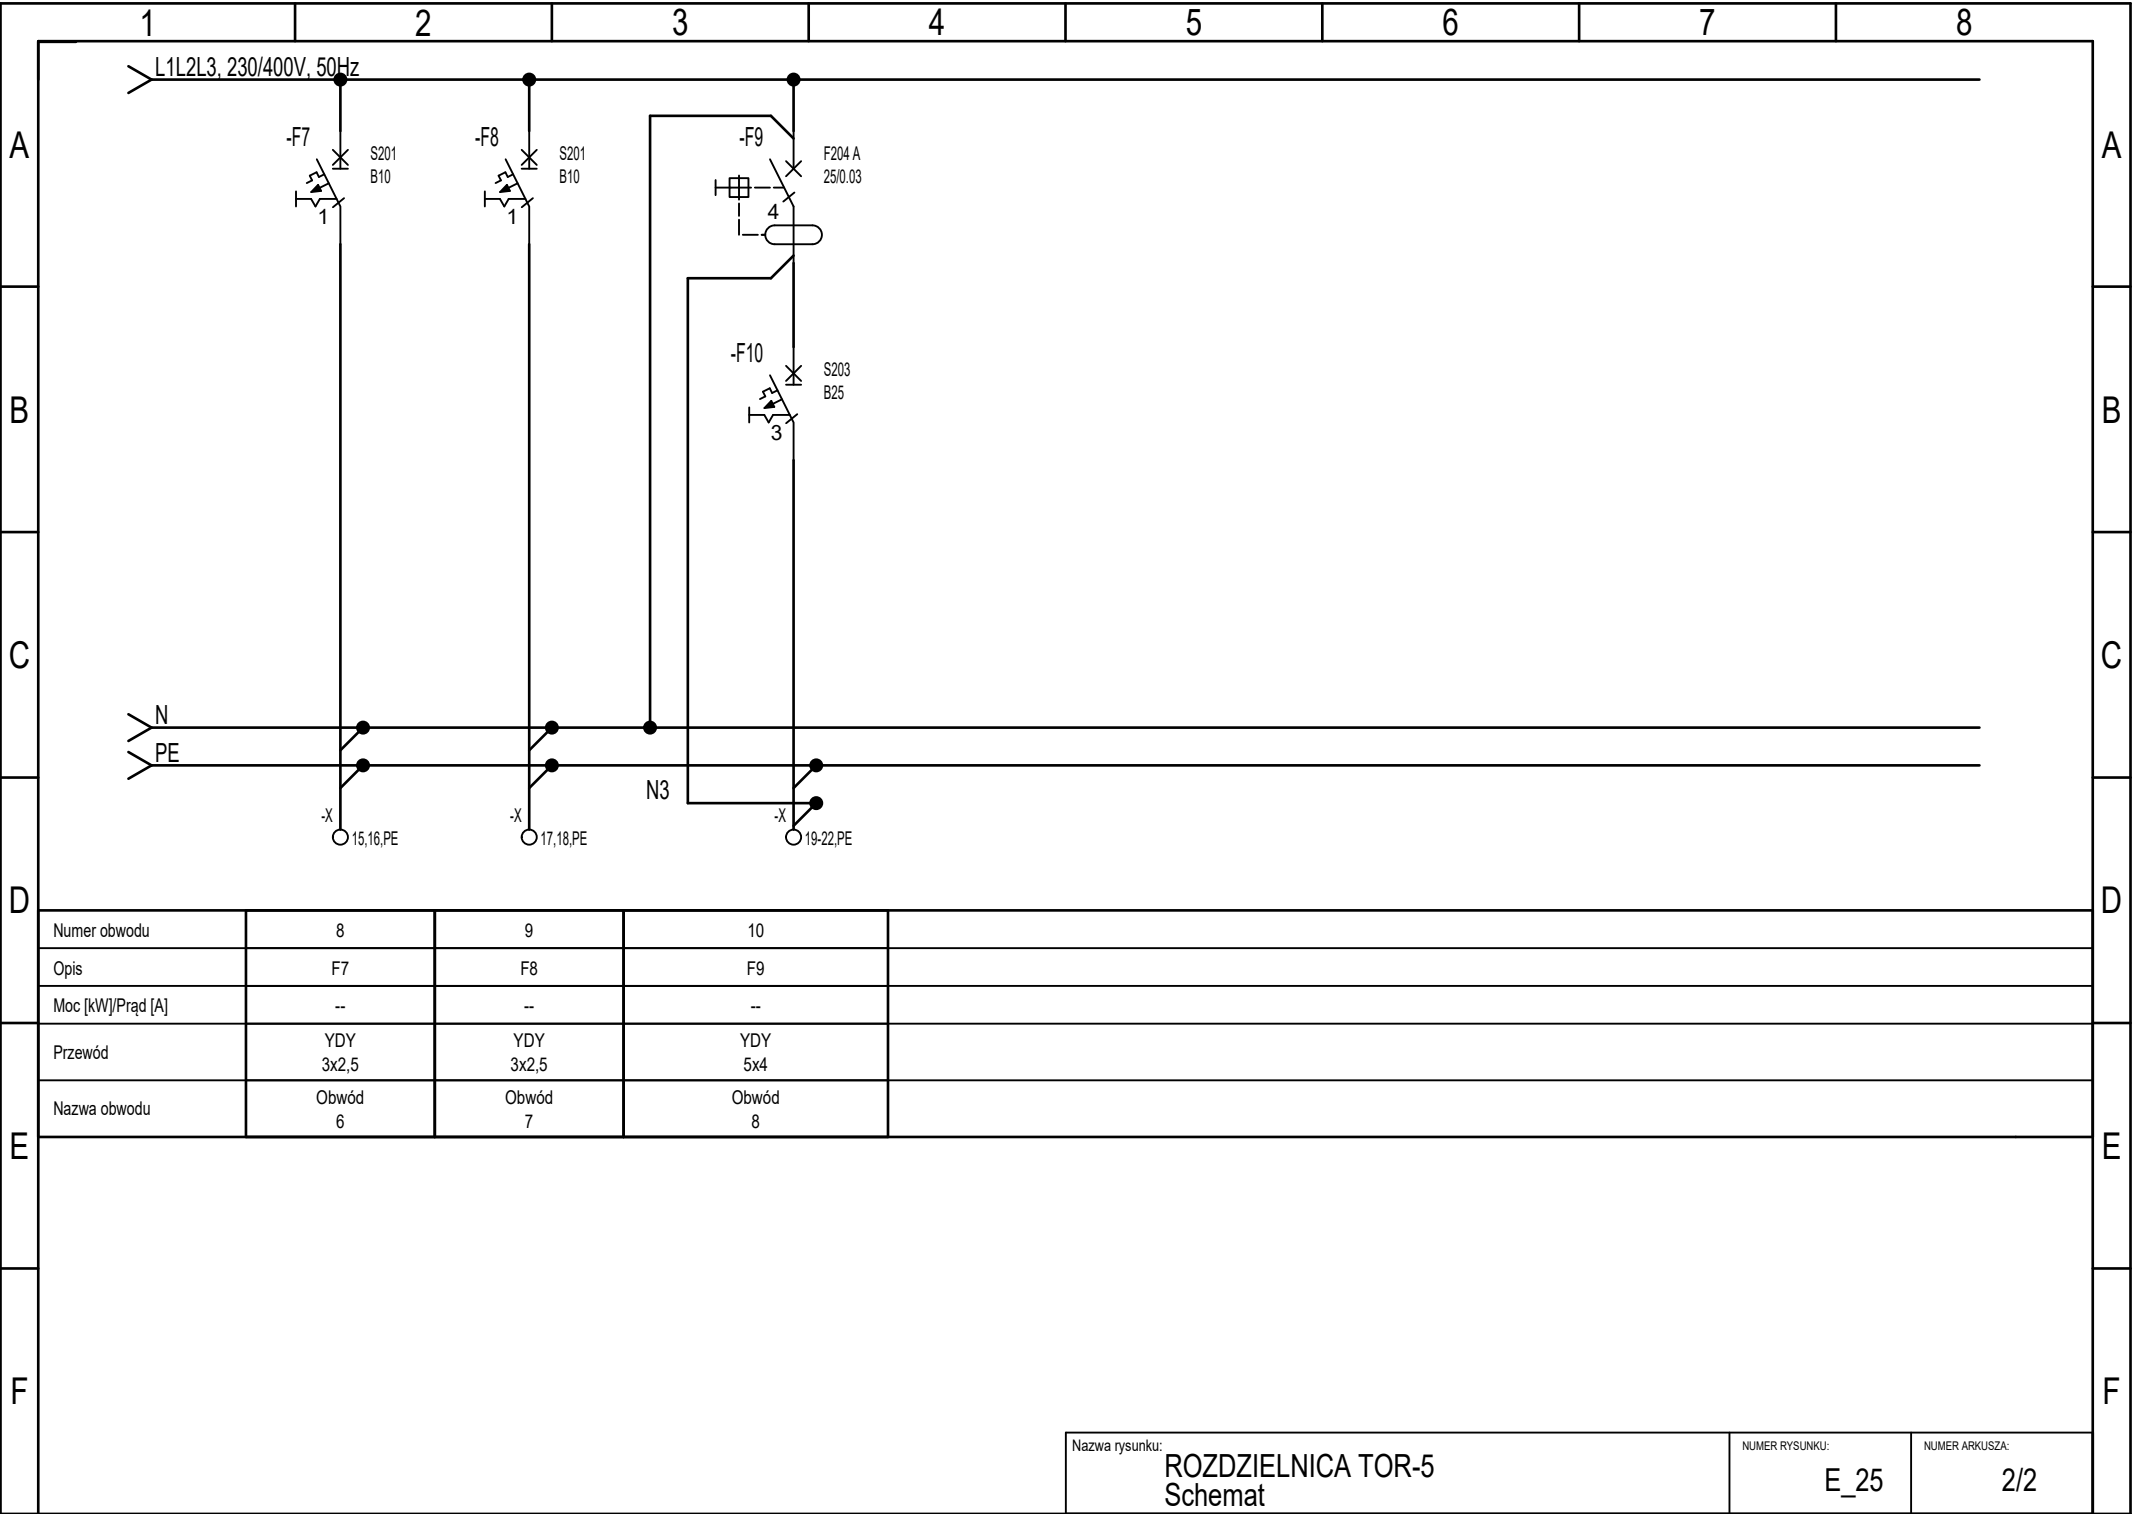 1 2 3 4 5 6 7 8
L1L2L3, 230/400V, 50Hz
A A
-F7 S201
B10
1
-F8 S201
B10
1
-F9 F204 A
25/0.03
4
-F10 S203
B25
3
B B
C C
N
PE
N3
-X 15,16,PE
-X 17,18,PE
-X 19-22,PE
D D
Numer obwodu 8 9 10
Opis F7 F8 F9
Moc [kW]/Prąd [A] -- -- --
Przewód YDY 3x2,5 YDY 3x2,5 YDY 5x4
Nazwa obwodu Obwód 6 Obwód 7 Obwód 8
E E
F F
Nazwa rysunku:
ROZDZIELNICA TOR-5
Schemat
NUMER RYSUNKU:
E_25
NUMER ARKUSZA:
2/2